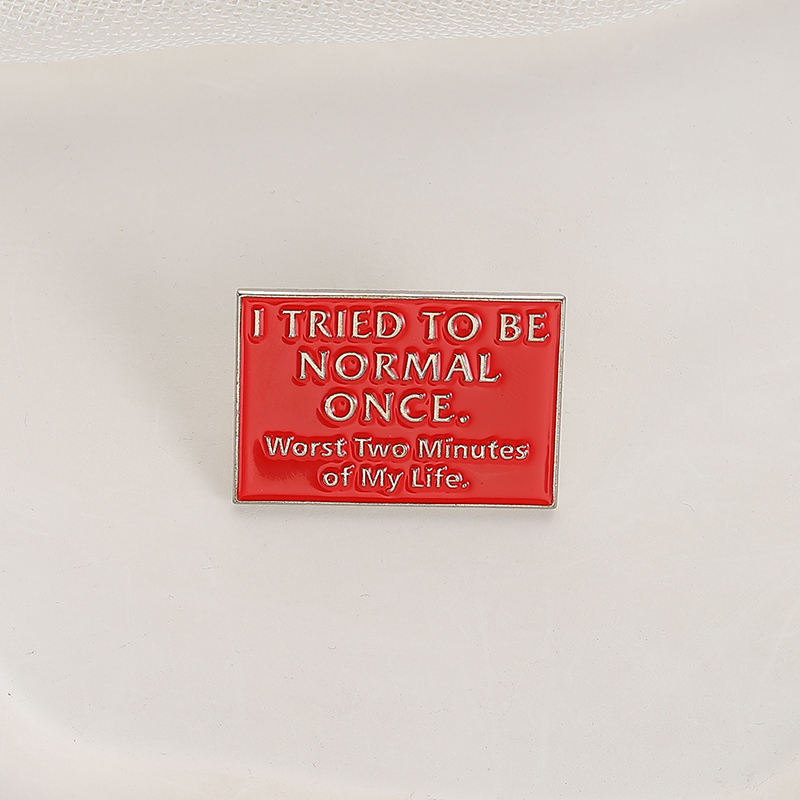 I TRIED TO BE
NORMAL
ONCE.
Worst Two Minutes
of My Life.